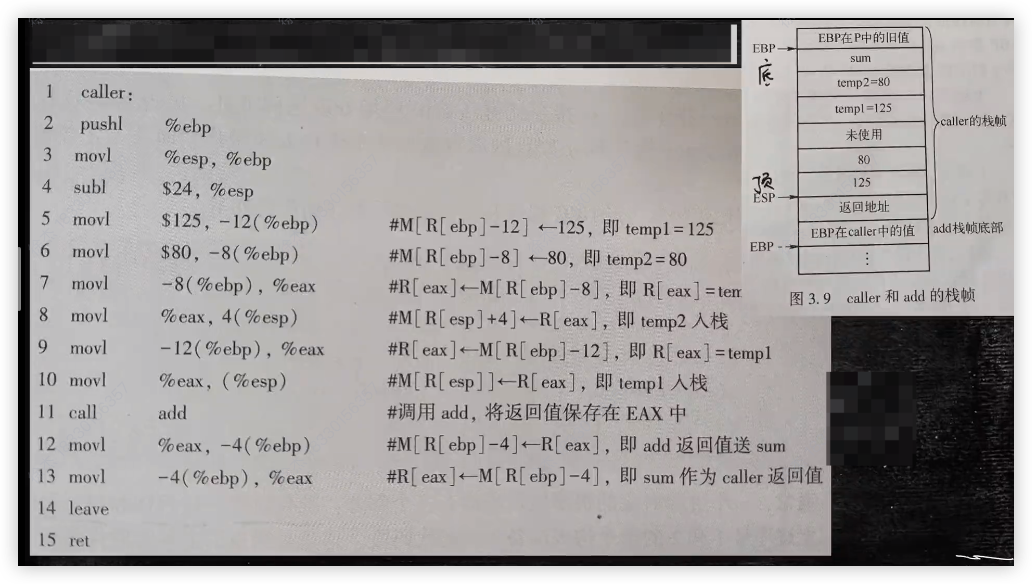 1 caller:
2 pushl %ebp
3 movl %esp, %ebp
4 subl $24, %esp
5 movl $125, -12(%ebp) #M[R[ebp]-12] ←125, 即 temp1=125
6 movl $80, -8(%ebp) #M[R[ebp]-8] ←80, 即 temp2=80
7 movl -8(%ebp), %eax #R[eax]←M[R[ebp]-8], 即 R[eax]=tem
8 movl %eax, 4(%esp) #M[R[esp]+4]←R[eax], 即 temp2 入栈
9 movl -12(%ebp), %eax #R[eax]←M[R[ebp]-12], 即 R[eax]=temp1
10 movl %eax, (%esp) #M[R[esp]]←R[eax], 即 temp1 入栈
11 call add #调用 add, 将返回值保存在 EAX 中
12 movl %eax, -4(%ebp) #M[R[ebp]-4]←R[eax], 即 add 返回值送 sum
13 movl -4(%ebp), %eax #R[eax]←M[R[ebp]-4], 即 sum 作为 caller 返回值
14 leave
15 ret
EBP在P中的旧值
EBP
底
sum
temp2=80
temp1=125
caller的栈帧
未使用
80
顶
125
ESP
返回地址
EBP在caller中的值
add栈帧底部
EBP
⋮
图 3.9 caller 和 add 的栈帧